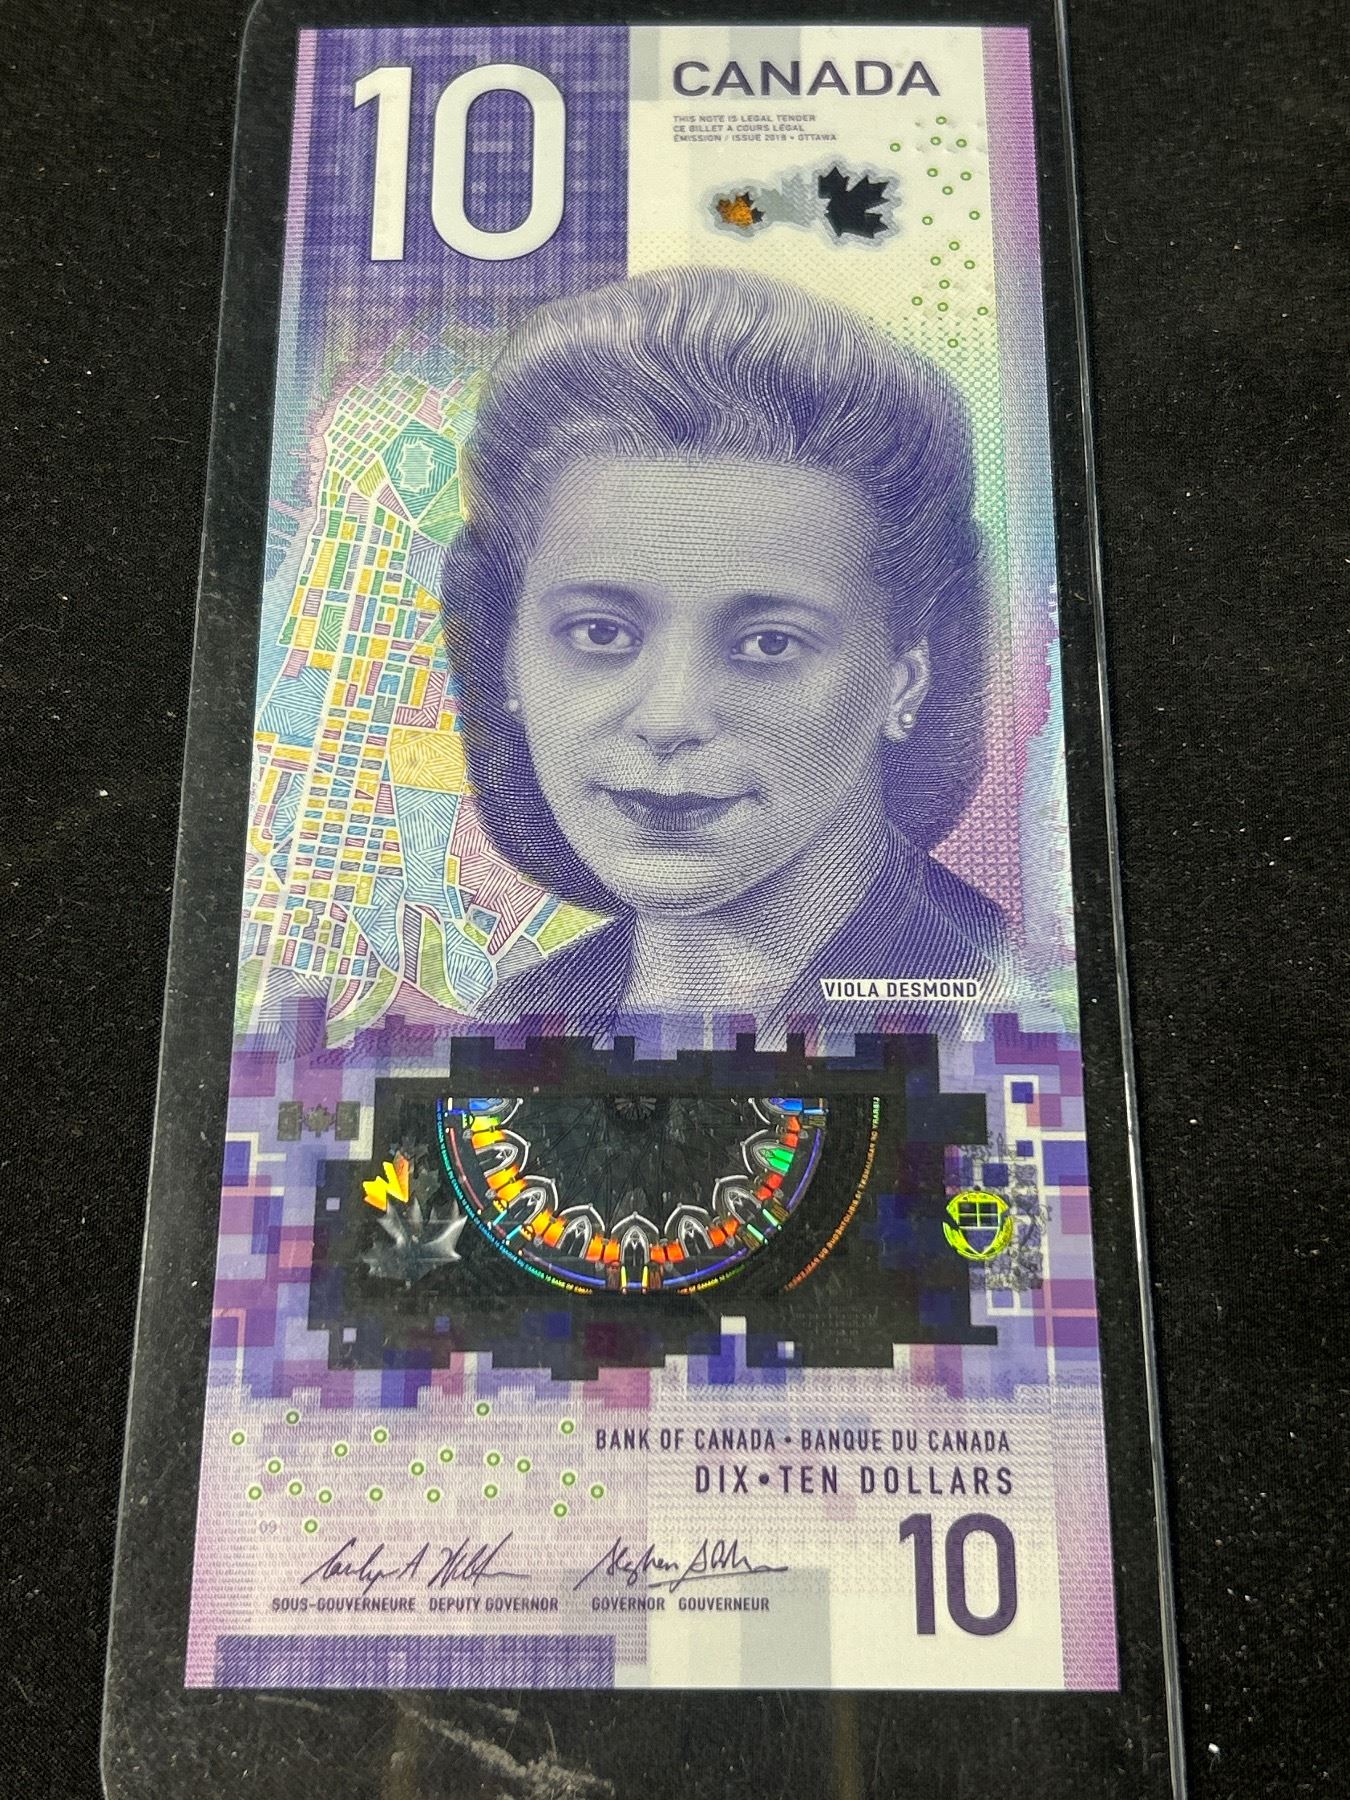 10
CANADA
THIS NOTE IS LEGAL TENDER
CE BILLET A COURS LÉGAL
ÉMISSION / ISSUE 2018 • OTTAWA
VIOLA DESMOND
BANK OF CANADA • BANQUE DU CANADA
DIX • TEN DOLLARS
10
09
SOUS-GOUVERNEURE DEPUTY GOVERNOR
GOVERNOR GOUVERNEUR